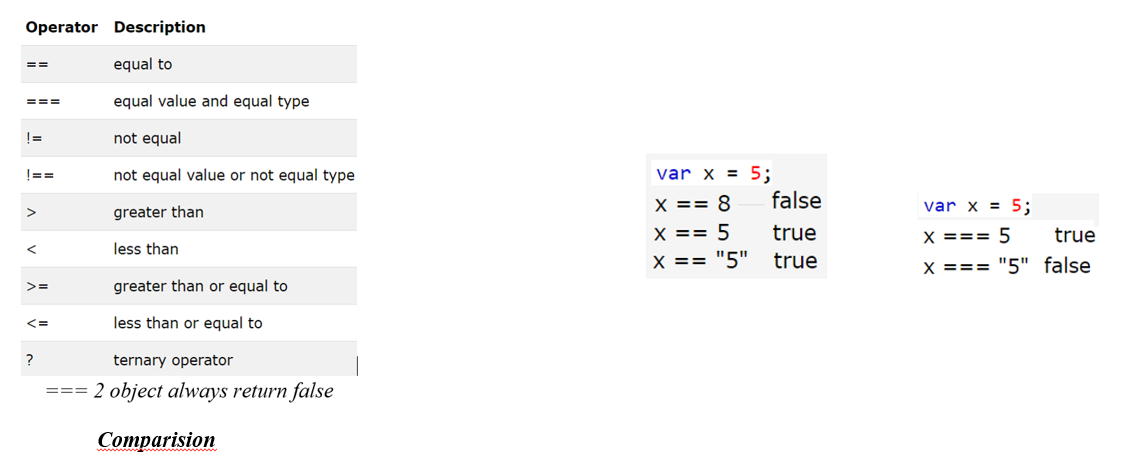 Operator Description
== equal to
=== equal value and equal type
!= not equal
!== not equal value or not equal type
> greater than
< less than
>= greater than or equal to
<= less than or equal to
? ternary operator
=== 2 object always return false
Comparision
var x = 5;
x == 8 false
x == 5 true
x == "5" true
var x = 5;
x === 5 true
x === "5" false